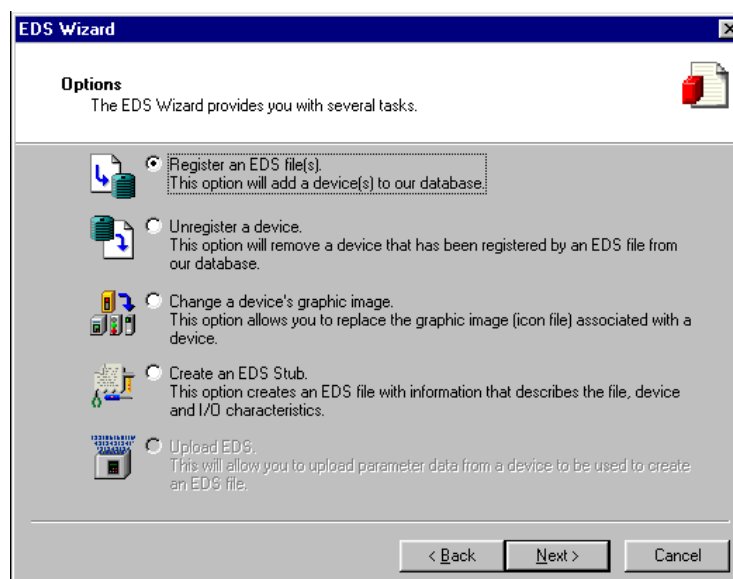 EDS Wizard
Options
The EDS Wizard provides you with several tasks.
Register an EDS file(s).
This option will add a device(s) to our database.
Unregister a device.
This option will remove a device that has been registered by an EDS file from
our database.
Change a device's graphic image.
This option allows you to replace the graphic image (icon file) associated with a
device.
Create an EDS Stub.
This option creates an EDS file with information that describes the file, device
and I/O characteristics.
Upload EDS.
This will allow you to upload parameter data from a device to be used to create
an EDS file.
< Back Next > Cancel